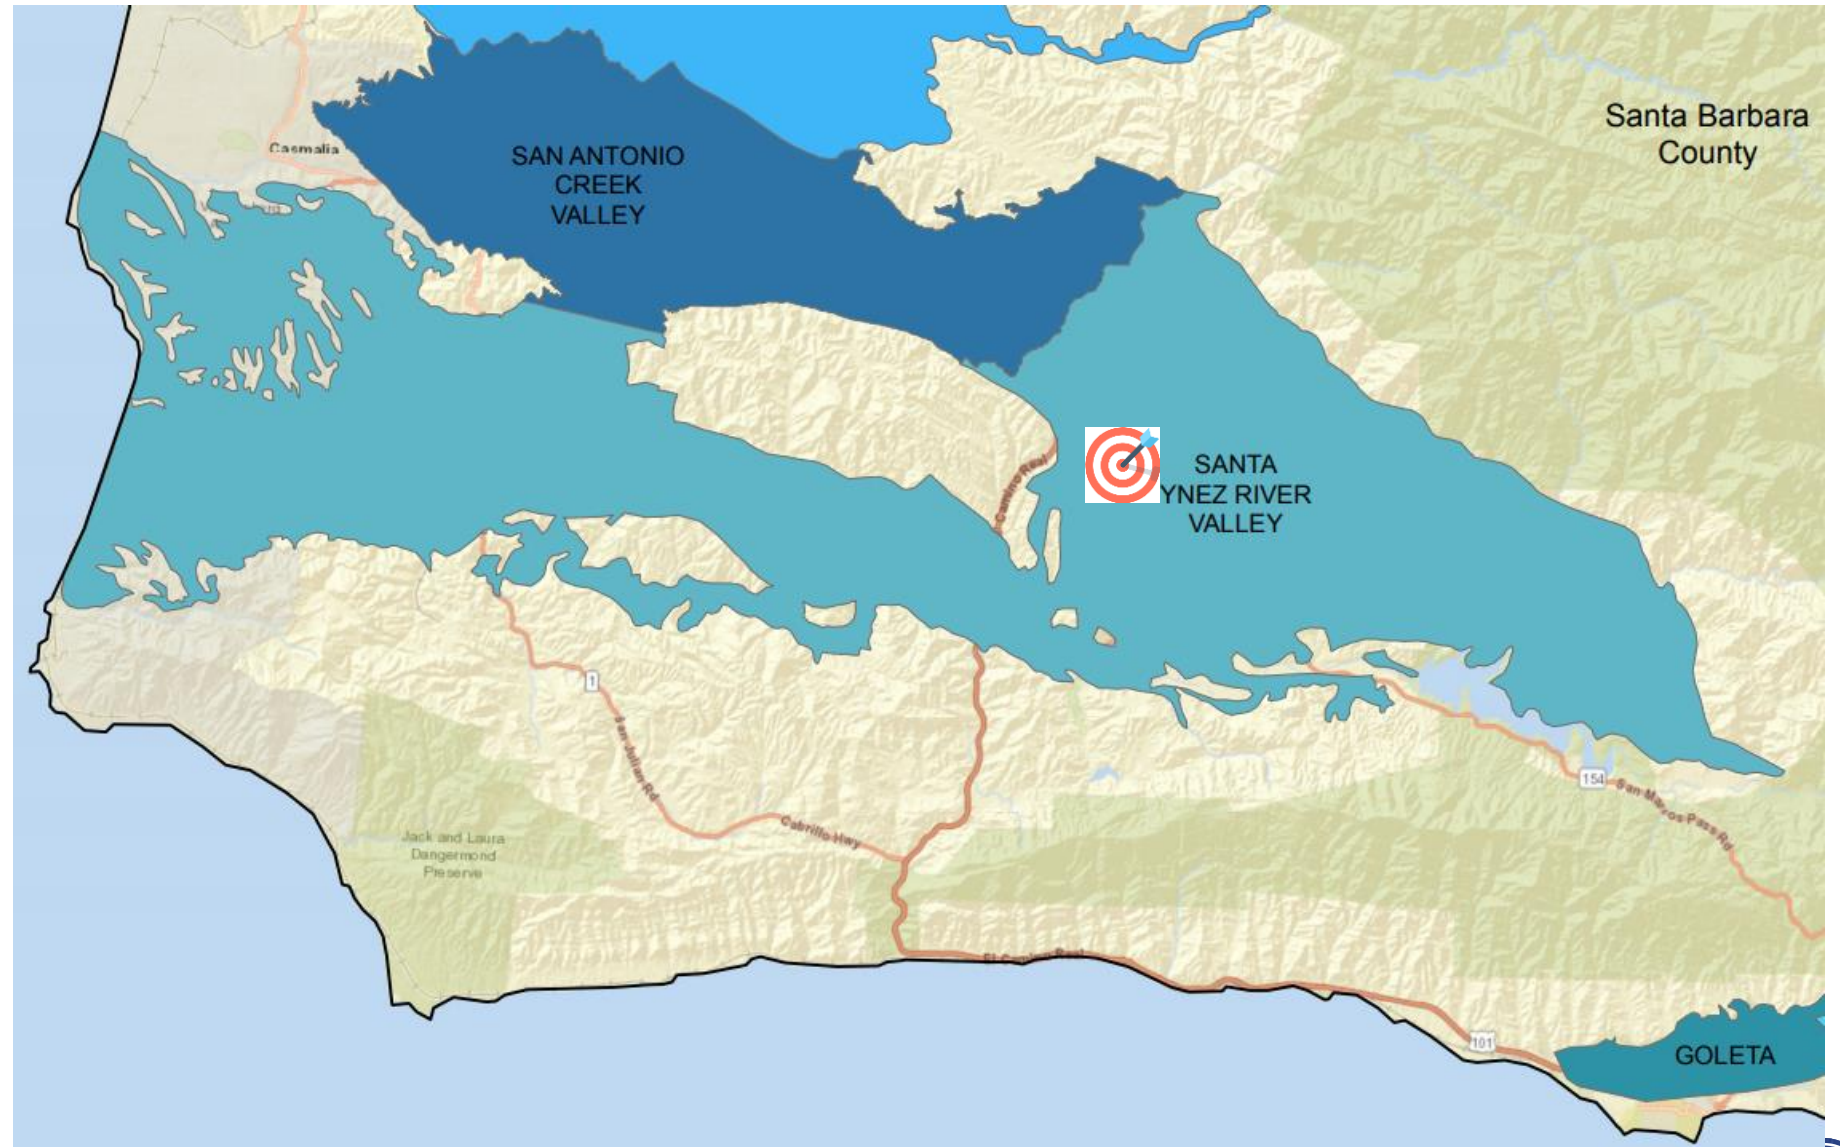 Santa Barbara
County
Casmalia
SAN ANTONIO
CREEK
VALLEY
Camino Real
SANTA
YNEZ RIVER
VALLEY
1
San Julian Rd
154
San Marcos Pass Rd
Cabrillo Hwy
Jack and Laura
Dangermond
Preserve
El Camino Real
101
GOLETA